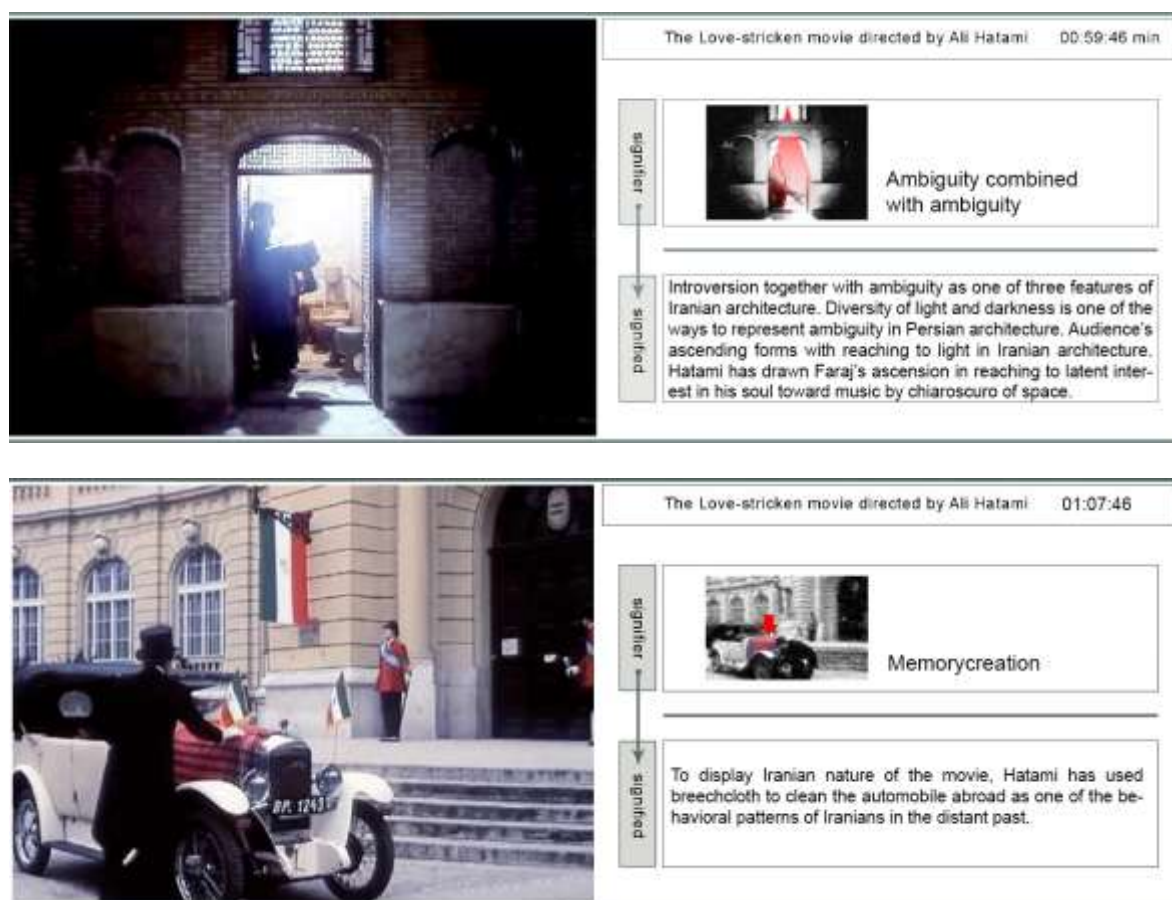 The Love-stricken movie directed by Ali Hatami 00:59:46 min
signifier
Ambiguity combined
with ambiguity
signified
Introversion together with ambiguity as one of three features of
Iranian architecture. Diversity of light and darkness is one of the
ways to represent ambiguity in Persian architecture. Audience's
ascending forms with reaching to light in Iranian architecture.
Hatami has drawn Faraj's ascension in reaching to latent inter-
est in his soul toward music by chiaroscuro of space.
The Love-stricken movie directed by Ali Hatami 01:07:46
signifier
Memorycreation
signified
To display Iranian nature of the movie, Hatami has used
breechcloth to clean the automobile abroad as one of the be-
havioral patterns of Iranians in the distant past.